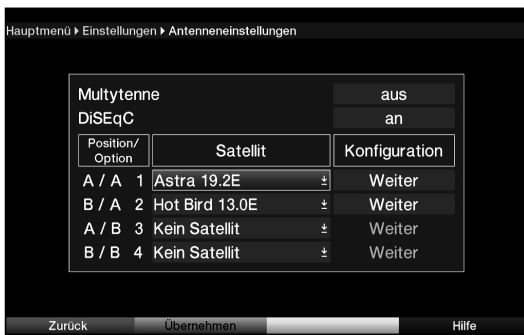 Hauptmenü ▸ Einstellungen ▸ Antenneneinstellungen
Multytenne aus
DiSEqC an
Position/
Option Satellit Konfiguration
A / A 1 Astra 19.2E Weiter
B / A 2 Hot Bird 13.0E Weiter
A / B 3 Kein Satellit Weiter
B / B 4 Kein Satellit Weiter
Zurück Übernehmen Hilfe